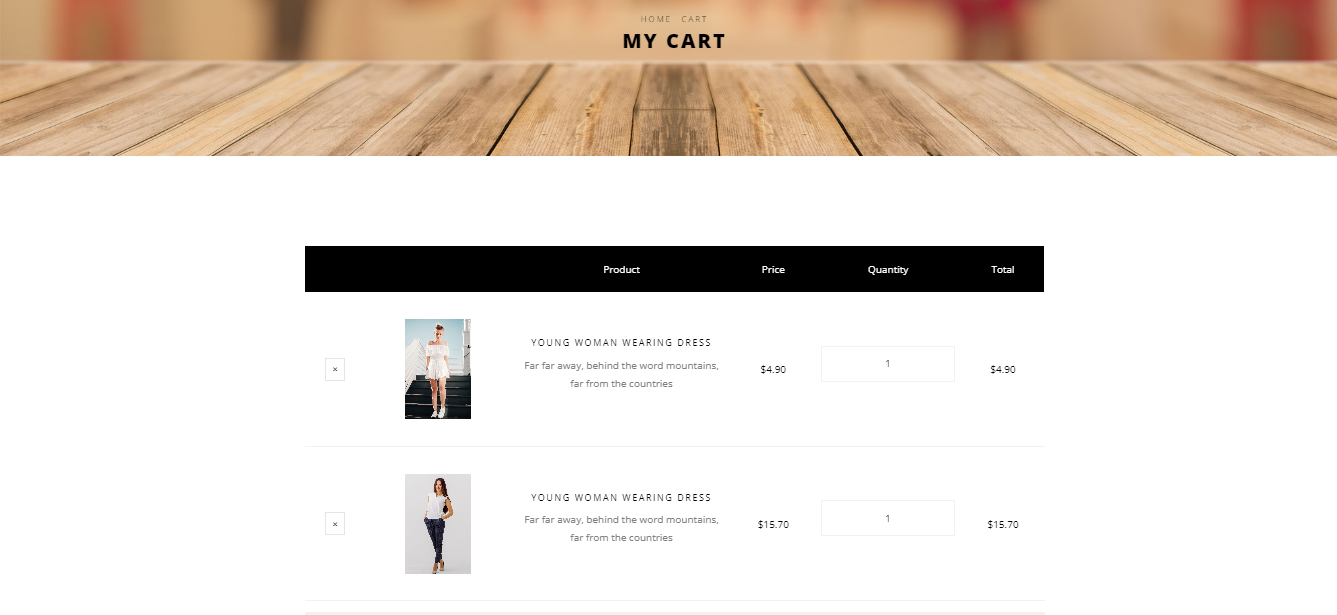 HOME CART
MY CART
Product Price Quantity Total
×
YOUNG WOMAN WEARING DRESS
Far far away, behind the word mountains,
far from the countries
$4.90
1
$4.90
×
YOUNG WOMAN WEARING DRESS
Far far away, behind the word mountains,
far from the countries
$15.70
1
$15.70